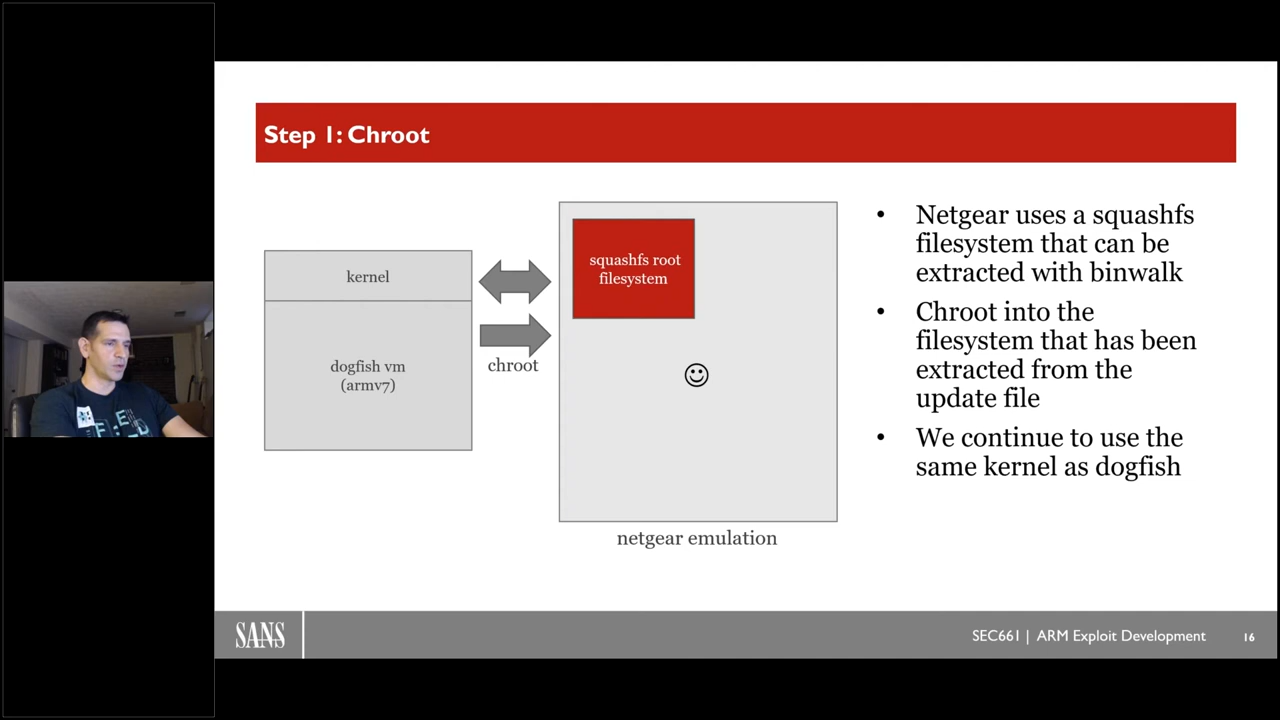 Step 1: Chroot
kernel
dogfish vm
(armv7)
chroot
squashfs root
filesystem
netgear emulation
• Netgear uses a squashfs
filesystem that can be
extracted with binwalk
• Chroot into the
filesystem that has been
extracted from the
update file
• We continue to use the
same kernel as dogfish
SANS
SEC661 | ARM Exploit Development
16